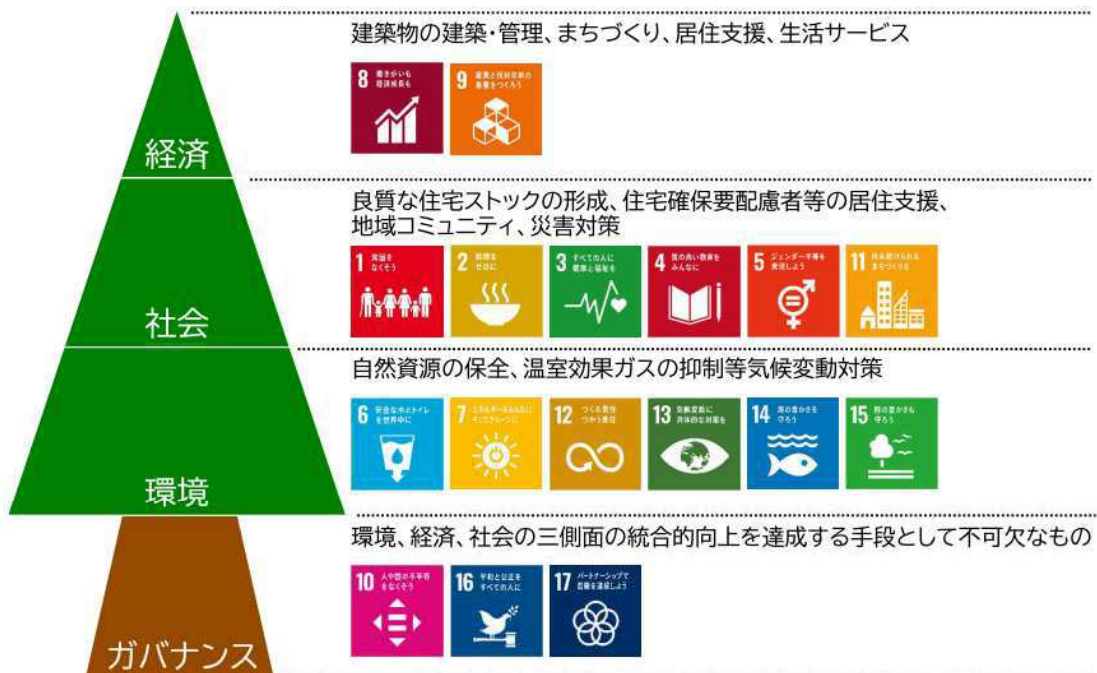 建築物の建築・管理、まちづくり、居住支援、生活サービス
8 働きがいも
経済成長も
9 産業と技術革新の
基盤をつくろう
経済
良質な住宅ストックの形成、住宅確保要配慮者等の居住支援、
地域コミュニティ、災害対策
1 貧困を
なくそう
2 飢餓を
ゼロに
3 すべての人に
健康と福祉を
4 質の高い教育を
みんなに
5 ジェンダー平等を
実現しよう
11 住み続けられる
まちづくりを
社会
自然資源の保全、温室効果ガスの抑制等気候変動対策
6 安全な水とトイレ
を世界中に
7 エネルギーをみんなに
そしてクリーンに
12 つくる責任
つかう責任
13 気候変動に
具体的な対策を
14 海の豊かさを
守ろう
15 陸の豊かさも
守ろう
環境
環境、経済、社会の三側面の統合的向上を達成する手段として不可欠なもの
10 人や国の不平等
をなくそう
16 平和と公正を
すべての人に
17 パートナーシップで
目標を達成しよう
ガバナンス